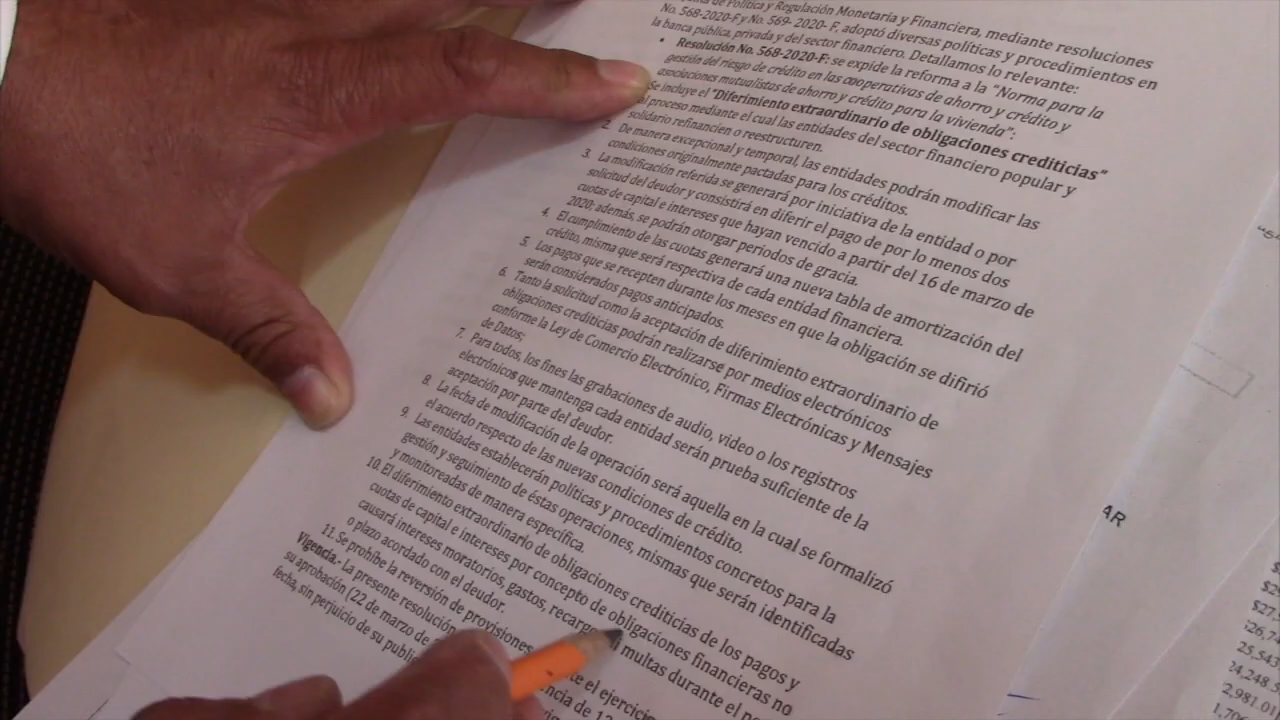 de Política y Regulación Monetaria y Financiera, mediante resoluciones
No. 568-2020-F y No. 569- 2020- F, adoptó diversas políticas y procedimientos en
la banca pública, privada y del sector financiero. Detallamos lo relevante:
• Resolución No. 568-2020-F: se expide la reforma a la "Norma para la
gestión del riesgo de crédito en las cooperativas de ahorro y crédito y
asociaciones mutualistas de ahorro y crédito para la vivienda":
Se incluye el "Diferimiento extraordinario de obligaciones crediticias"
al proceso mediante el cual las entidades del sector financiero popular y
solidario refinancien o reestructuren.
2. De manera excepcional y temporal, las entidades podrán modificar las
condiciones originalmente pactadas para los créditos.
3. La modificación referida se generará por iniciativa de la entidad o por
solicitud del deudor y consistirá en diferir el pago de por lo menos dos
cuotas de capital e intereses que hayan vencido a partir del 16 de marzo de
2020; además, se podrán otorgar periodos de gracia.
4. El cumplimiento de las cuotas generará una nueva tabla de amortización del
crédito, misma que será respectiva de cada entidad financiera.
5. Los pagos que se recepten durante los meses en que la obligación se difirió
serán considerados pagos anticipados.
6. Tanto la solicitud como la aceptación de diferimiento extraordinario de
obligaciones crediticias podrán realizarse por medios electrónicos
conforme la Ley de Comercio Electrónico, Firmas Electrónicas y Mensajes
de Datos;
7. Para todos, los fines las grabaciones de audio, video o los registros
electrónicos que mantenga cada entidad serán prueba suficiente de la
aceptación por parte del deudor.
8. La fecha de modificación de la operación será aquella en la cual se formalizó
el acuerdo respecto de las nuevas condiciones de crédito.
9. Las entidades establecerán políticas y procedimientos concretos para la
gestión y seguimiento de éstas operaciones, mismas que serán identificadas
y monitoreadas de manera específica.
10. El diferimiento extraordinario de obligaciones crediticias de los pagos y
cuotas de capital e intereses por concepto de obligaciones financieras no
causará intereses moratorios, gastos, recargo ni multas durante el
o plazo acordado con el deudor.
11. Se prohíbe la reversión de provisiones te el ejercicio
Vigencia.- La presente resolución
su aprobación (22 de marzo de
fecha, sin perjuicio de su
AR
25,543
24,248.5
2,981.01
1,706